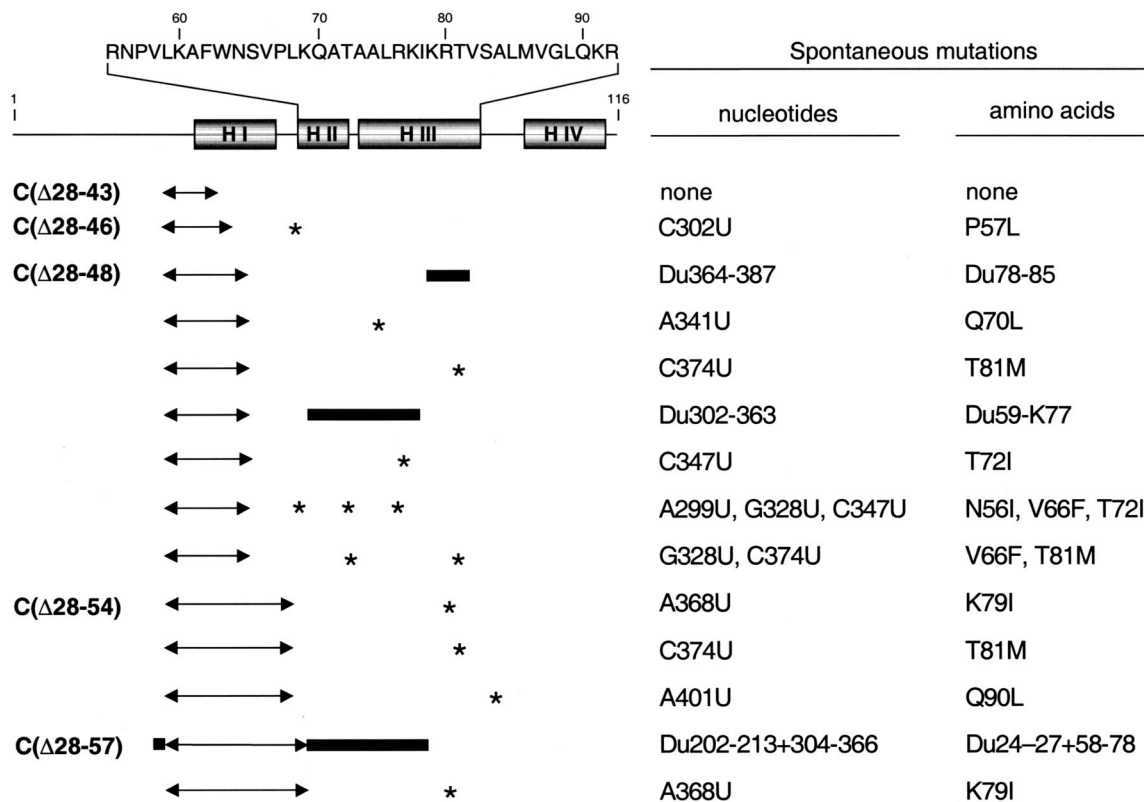 60 70 80 90
RNPVLKAFWNSVPLKQATAALRKIKRTVSALMVGLQKR
Spontaneous mutations
1 116
nucleotides amino acids
H I H II H III H IV
C(Δ28-43) none none
C(Δ28-46) * C302U P57L
C(Δ28-48) Du364-387 Du78-85
* A341U Q70L
* C374U T81M
Du302-363 Du59-K77
* C347U T72I
* * * A299U, G328U, C347U N56I, V66F, T72I
* * G328U, C374U V66F, T81M
C(Δ28-54) * A368U K79I
* C374U T81M
* A401U Q90L
C(Δ28-57) Du202-213+304-366 Du24–27+58-78
* A368U K79I